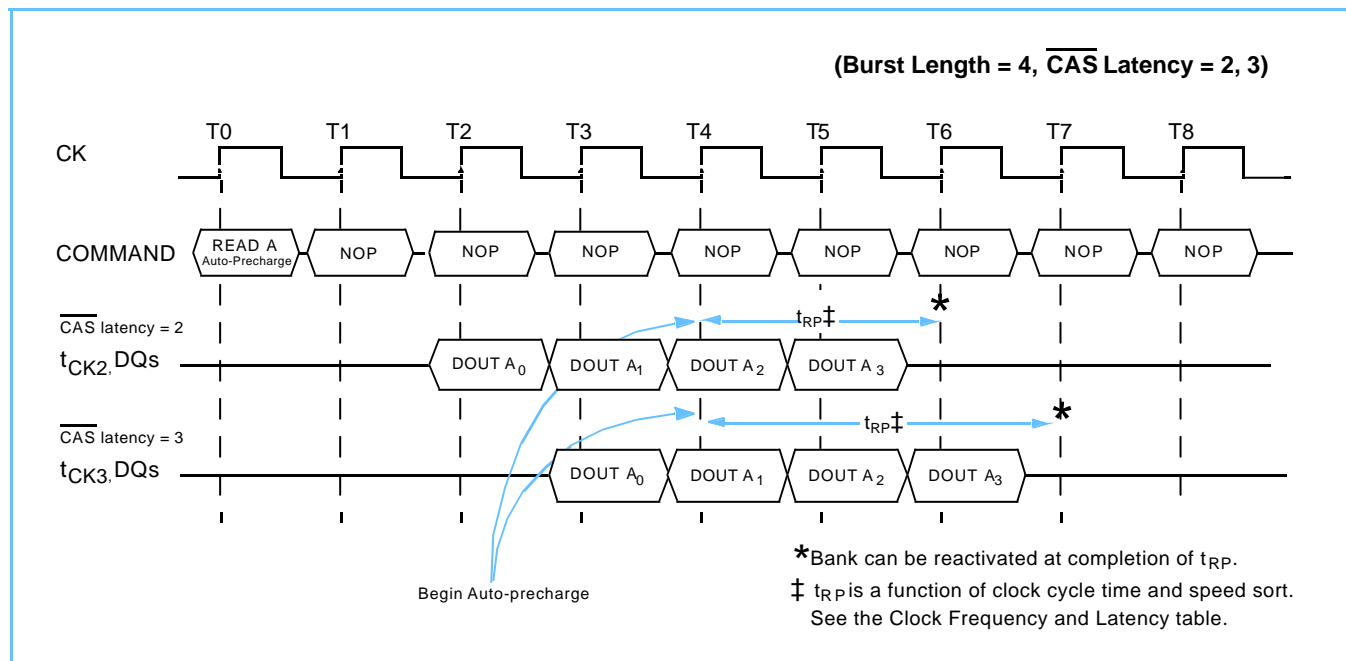 (Burst Length = 4, CAS Latency = 2, 3)
T0 T1 T2 T3 T4 T5 T6 T7 T8
CK
COMMAND
READ A
Auto-Precharge
NOP NOP NOP NOP NOP NOP NOP NOP
CAS latency = 2
tCK2, DQs
DOUT A0 DOUT A1 DOUT A2 DOUT A3
tRP‡
*
CAS latency = 3
tCK3, DQs
DOUT A0 DOUT A1 DOUT A2 DOUT A3
tRP‡
*
Begin Auto-precharge
*Bank can be reactivated at completion of tRP.
‡ tRP is a function of clock cycle time and speed sort.
See the Clock Frequency and Latency table.